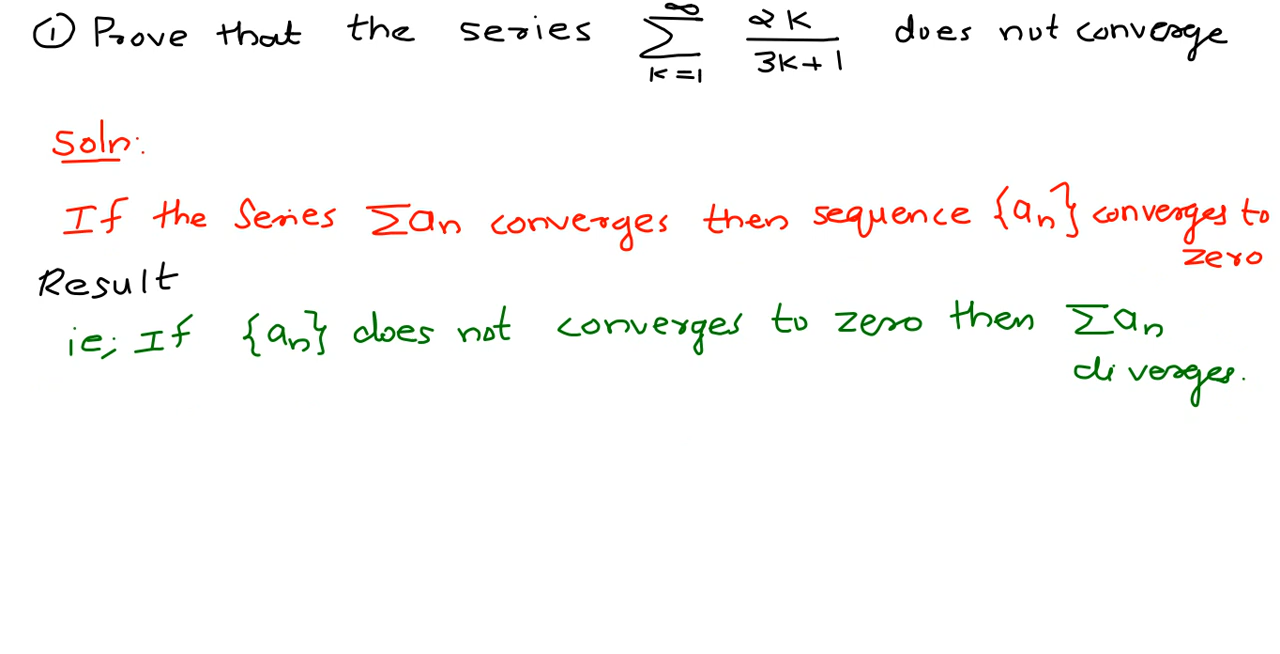 ① Prove that the series ∑_{k=1}^{∞} \frac{2k}{3k+1} does not converge
Soln:
If the Series ∑an converges then sequence {an} converges to
zero
Result
ie; If {an} does not converges to zero then ∑an
diverges.